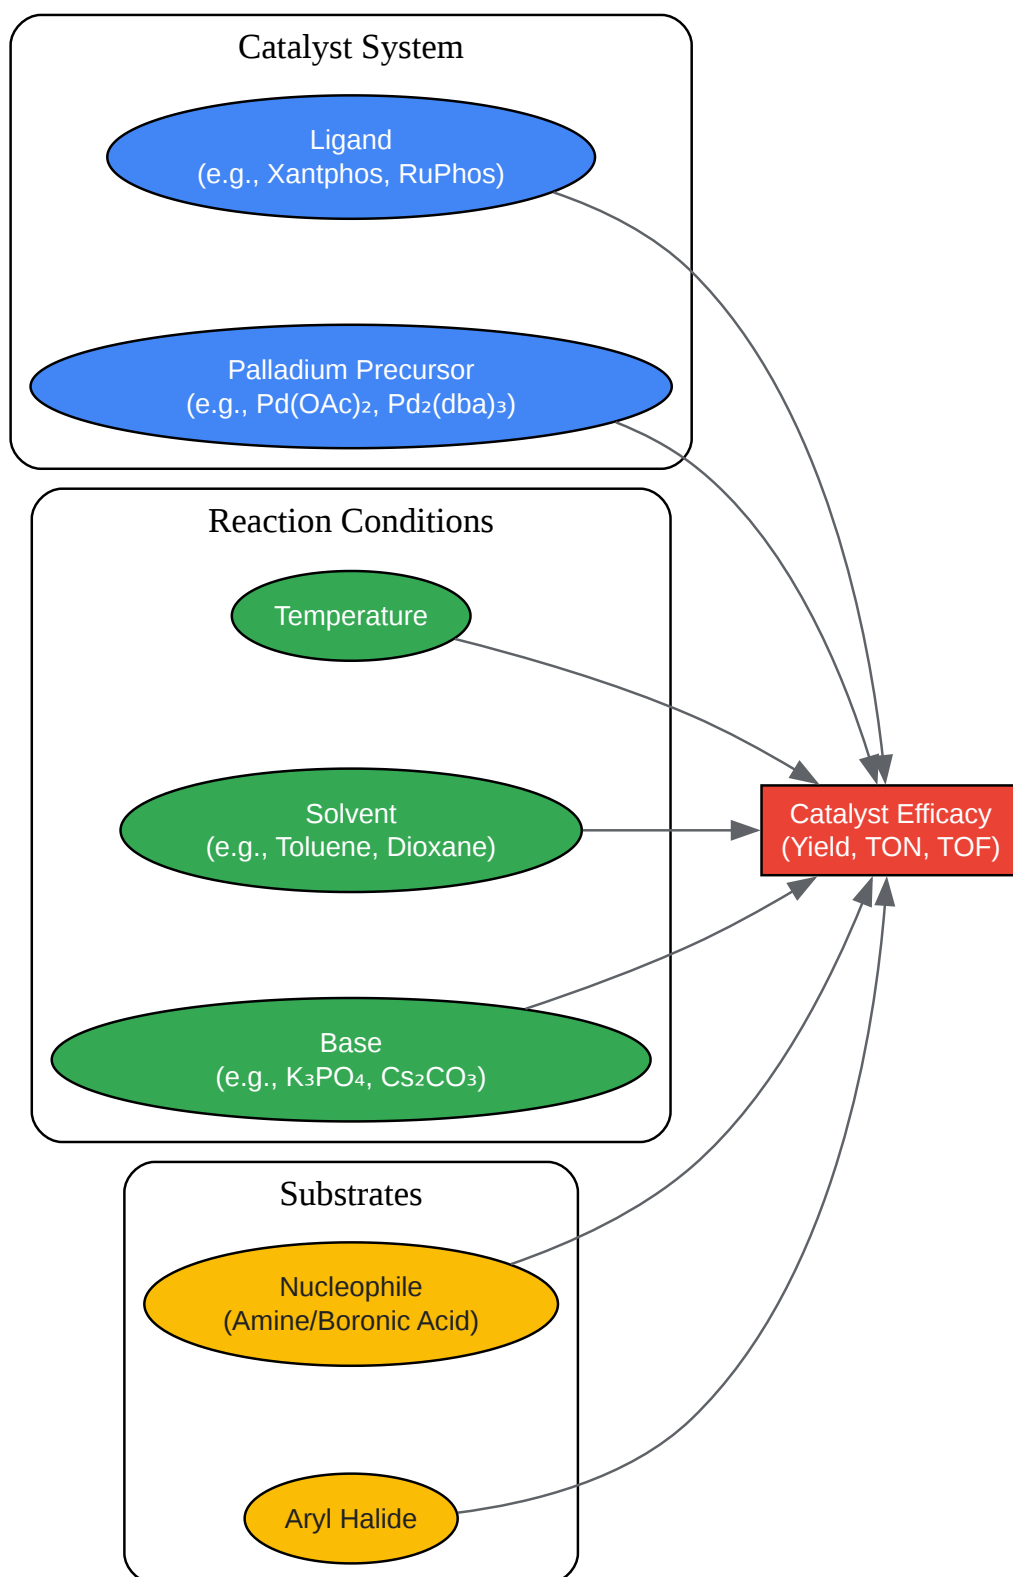 Catalyst System
Ligand
(e.g., Xantphos, RuPhos)
Palladium Precursor
(e.g., Pd(OAc)₂, Pd₂(dba)₃)
Reaction Conditions
Temperature
Solvent
(e.g., Toluene, Dioxane)
Base
(e.g., K₃PO₄, Cs₂CO₃)
Catalyst Efficacy
(Yield, TON, TOF)
Substrates
Nucleophile
(Amine/Boronic Acid)
Aryl Halide